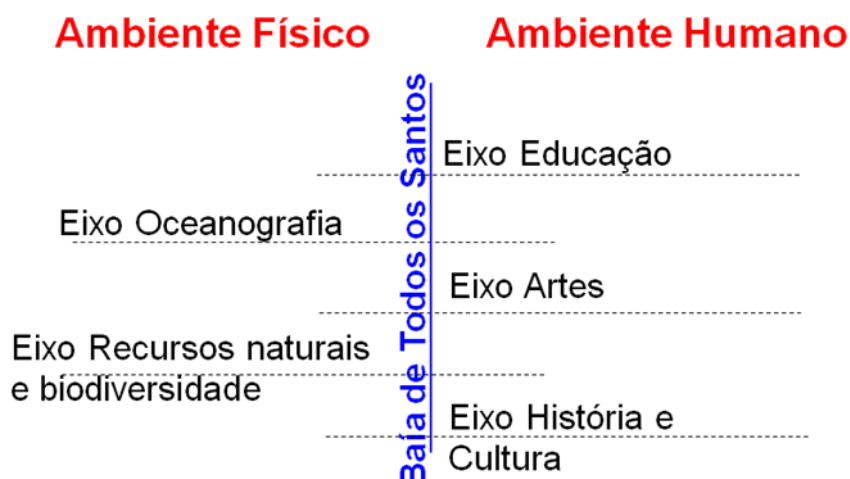 Ambiente Físico
Ambiente Humano
Baía de Todos os Santos
Eixo Educação
Eixo Oceanografia
Eixo Artes
Eixo Recursos naturais
e biodiversidade
Eixo História e
Cultura